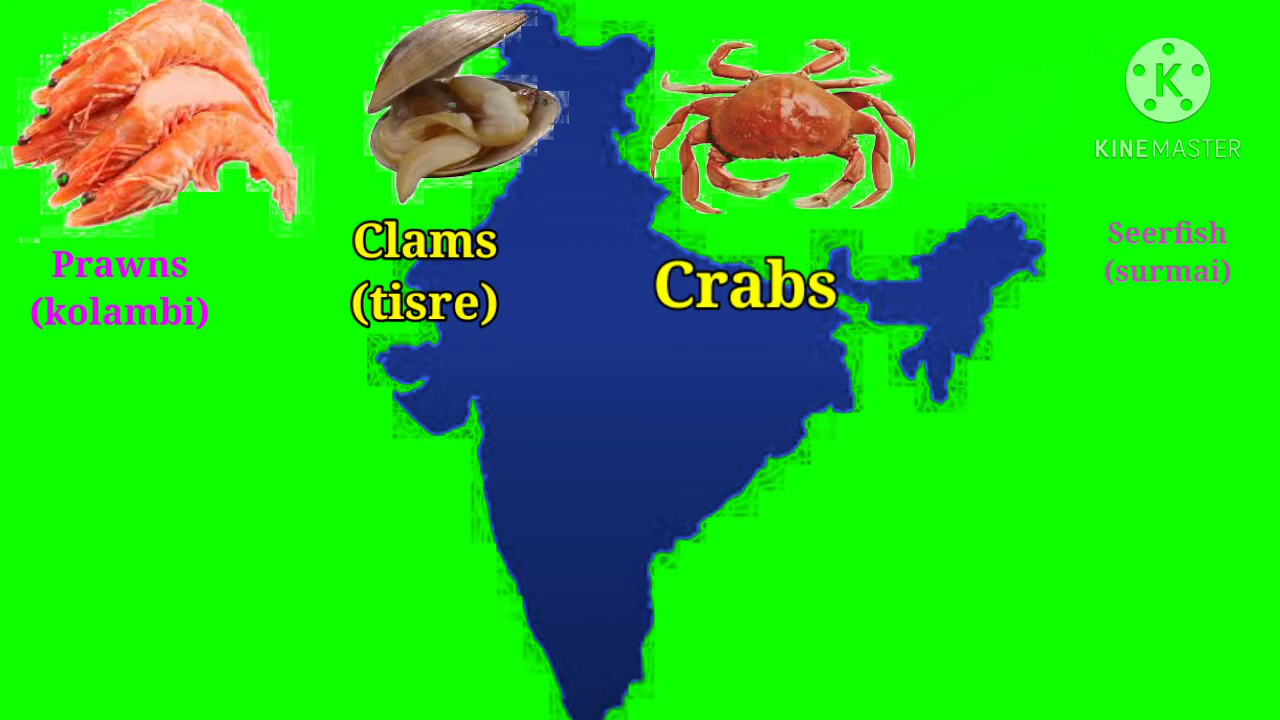 K
KINEMASTER
Prawns
(kolambi)
Clams
(tisre)
Crabs
Seerfish
(surmai)